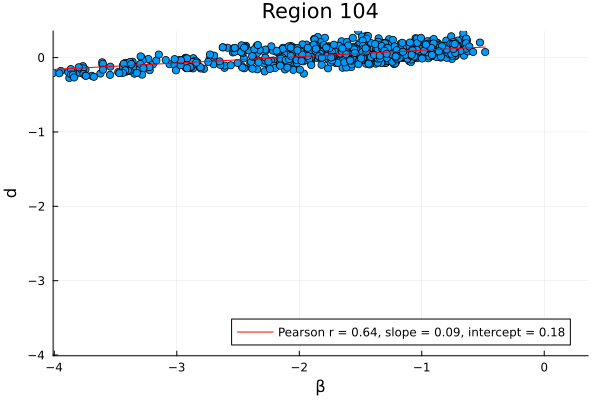 Region 104
d
0
−1
−2
−3
−4
−4 −3 −2 −1 0
β
Pearson r = 0.64, slope = 0.09, intercept = 0.18